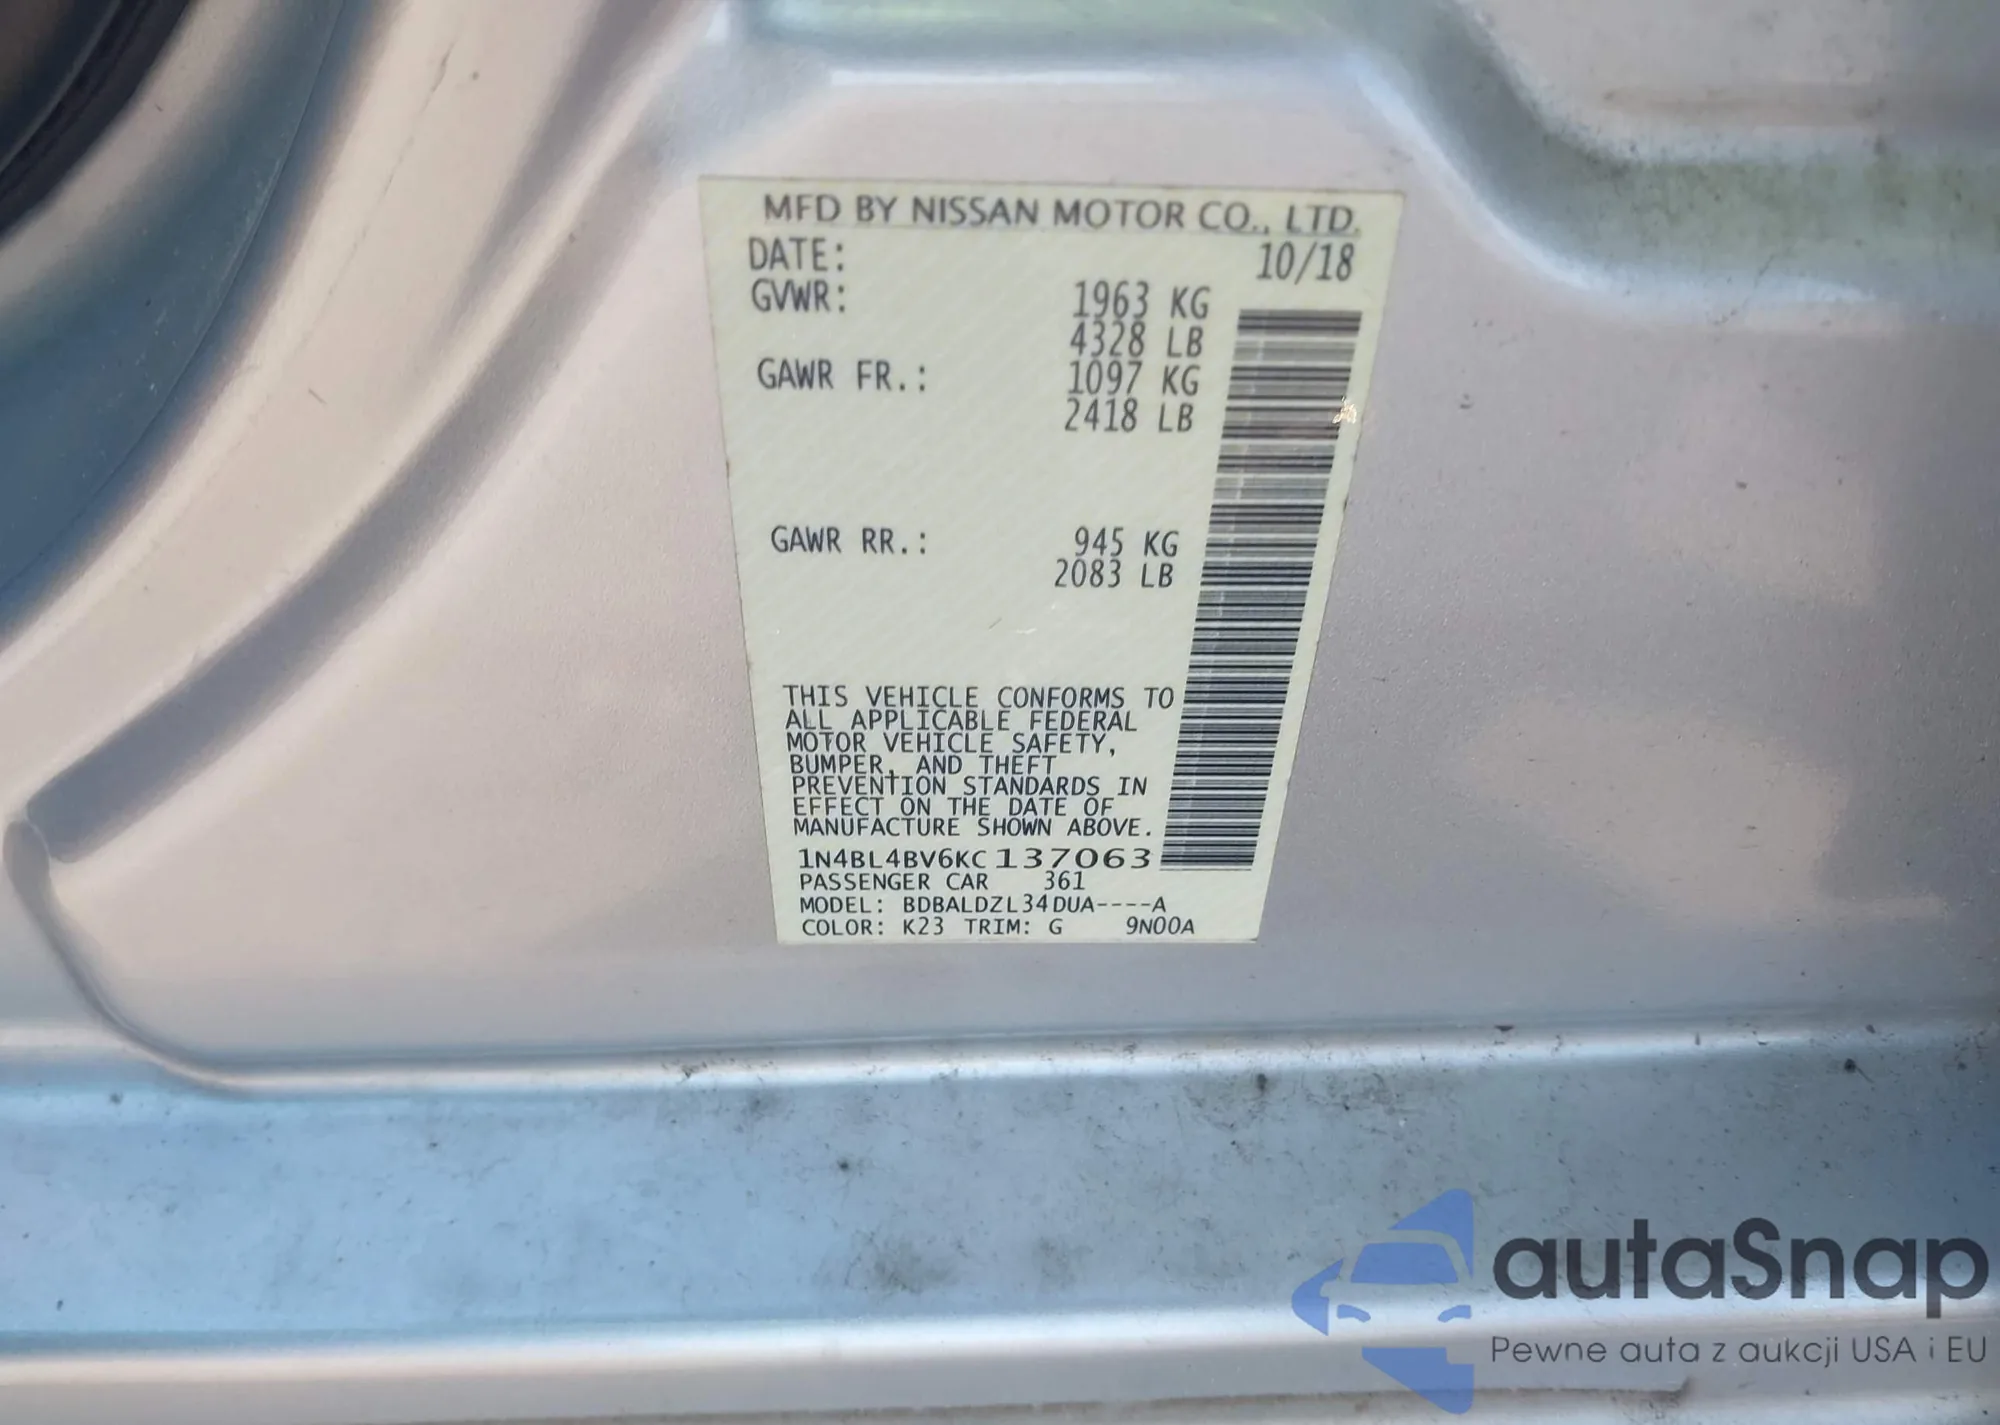 MFD BY NISSAN MOTOR CO., LTD.
DATE: 10/18
GVWR: 1963 KG
4328 LB
GAWR FR.: 1097 KG
2418 LB
GAWR RR.: 945 KG
2083 LB
THIS VEHICLE CONFORMS TO
ALL APPLICABLE FEDERAL
MOTOR VEHICLE SAFETY,
BUMPER, AND THEFT
PREVENTION STANDARDS IN
EFFECT ON THE DATE OF
MANUFACTURE SHOWN ABOVE.
1N4BL4BV6KC137063
PASSENGER CAR 361
MODEL: BDBALDZL34DUA----A
COLOR: K23 TRIM: G 9N00A
autaSnap
Pewne auta z aukcji USA i EU